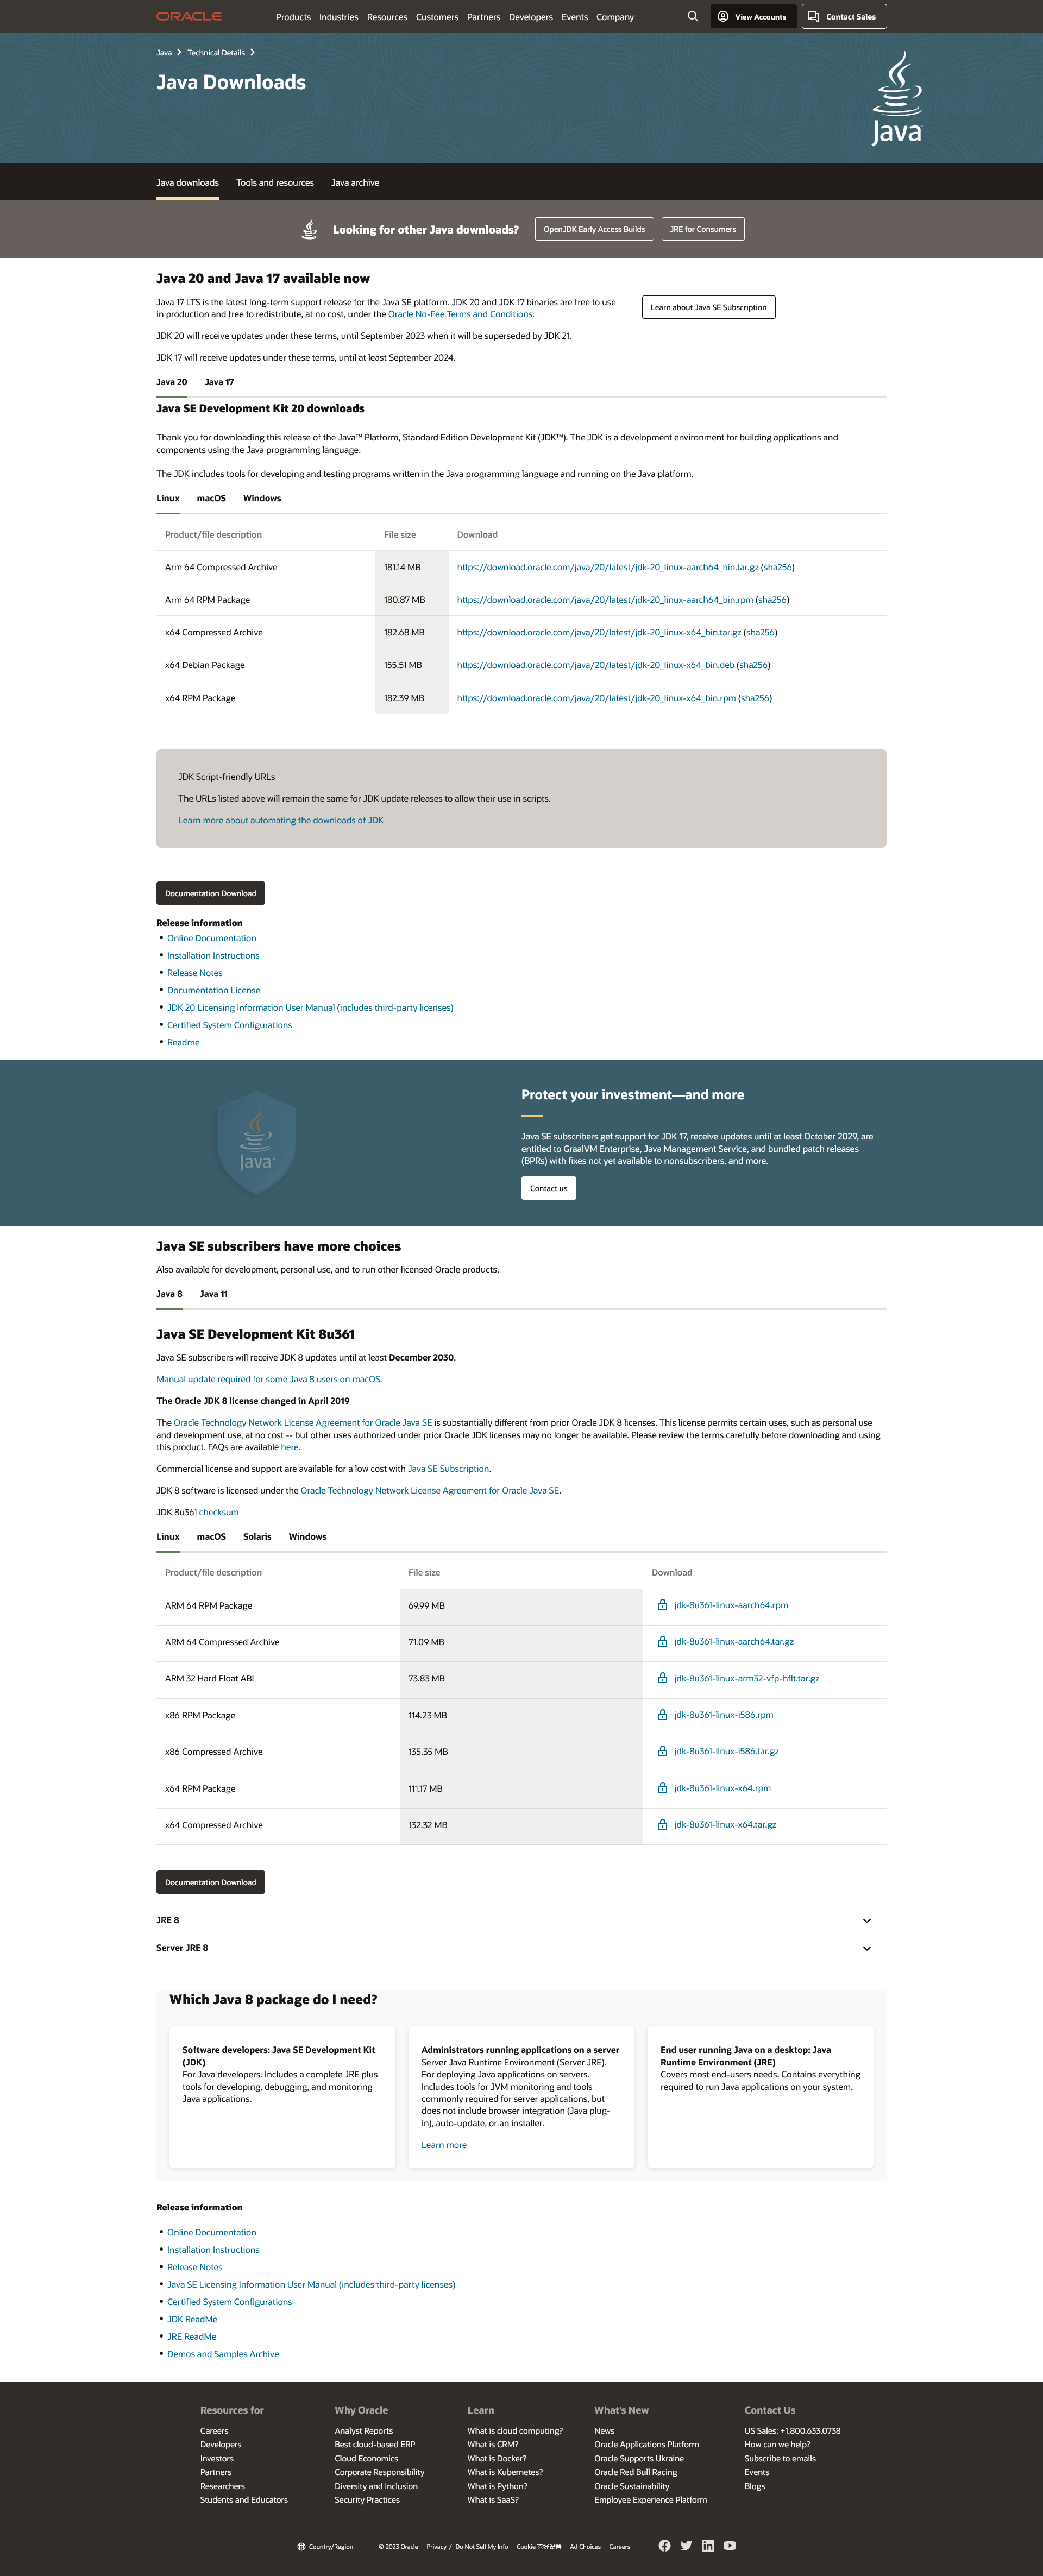 ORACLE
Products Industries Resources Customers Partners Developers Events Company
View Accounts
Contact Sales
Java
Technical Details
Java Downloads
Java
Java downloads Tools and resources Java archive
Looking for other Java downloads?
OpenJDK Early Access Builds
JRE for Consumers
Java 20 and Java 17 available now
Java 17 LTS is the latest long-term support release for the Java SE platform. JDK 20 and JDK 17 binaries are free to use
in production and free to redistribute, at no cost, under the Oracle No-Fee Terms and Conditions.
Learn about Java SE Subscription
JDK 20 will receive updates under these terms, until September 2023 when it will be superseded by JDK 21.
JDK 17 will receive updates under these terms, until at least September 2024.
Java 20 Java 17
Java SE Development Kit 20 downloads
Thank you for downloading this release of the Java™ Platform, Standard Edition Development Kit (JDK™). The JDK is a development environment for building applications and
components using the Java programming language.
The JDK includes tools for developing and testing programs written in the Java programming language and running on the Java platform.
Linux macOS Windows
Product/file description File size Download
Arm 64 Compressed Archive 181.14 MB https://download.oracle.com/java/20/latest/jdk-20_linux-aarch64_bin.tar.gz (sha256)
Arm 64 RPM Package 180.87 MB https://download.oracle.com/java/20/latest/jdk-20_linux-aarch64_bin.rpm (sha256)
x64 Compressed Archive 182.68 MB https://download.oracle.com/java/20/latest/jdk-20_linux-x64_bin.tar.gz (sha256)
x64 Debian Package 155.51 MB https://download.oracle.com/java/20/latest/jdk-20_linux-x64_bin.deb (sha256)
x64 RPM Package 182.39 MB https://download.oracle.com/java/20/latest/jdk-20_linux-x64_bin.rpm (sha256)
JDK Script-friendly URLs
The URLs listed above will remain the same for JDK update releases to allow their use in scripts.
Learn more about automating the downloads of JDK
Documentation Download
Release information
• Online Documentation
• Installation Instructions
• Release Notes
• Documentation License
• JDK 20 Licensing Information User Manual (includes third-party licenses)
• Certified System Configurations
• Readme
Java
Protect your investment—and more
Java SE subscribers get support for JDK 17, receive updates until at least October 2029, are
entitled to GraalVM Enterprise, Java Management Service, and bundled patch releases
(BPRs) with fixes not yet available to nonsubscribers, and more.
Contact us
Java SE subscribers have more choices
Also available for development, personal use, and to run other licensed Oracle products.
Java 8 Java 11
Java SE Development Kit 8u361
Java SE subscribers will receive JDK 8 updates until at least December 2030.
Manual update required for some Java 8 users on macOS.
The Oracle JDK 8 license changed in April 2019
The Oracle Technology Network License Agreement for Oracle Java SE is substantially different from prior Oracle JDK 8 licenses. This license permits certain uses, such as personal use
and development use, at no cost -- but other uses authorized under prior Oracle JDK licenses may no longer be available. Please review the terms carefully before downloading and using
this product. FAQs are available here.
Commercial license and support are available for a low cost with Java SE Subscription.
JDK 8 software is licensed under the Oracle Technology Network License Agreement for Oracle Java SE.
JDK 8u361 checksum
Linux macOS Solaris Windows
Product/file description File size Download
ARM 64 RPM Package 69.99 MB jdk-8u361-linux-aarch64.rpm
ARM 64 Compressed Archive 71.09 MB jdk-8u361-linux-aarch64.tar.gz
ARM 32 Hard Float ABI 73.83 MB jdk-8u361-linux-arm32-vfp-hflt.tar.gz
x86 RPM Package 114.23 MB jdk-8u361-linux-i586.rpm
x86 Compressed Archive 135.35 MB jdk-8u361-linux-i586.tar.gz
x64 RPM Package 111.17 MB jdk-8u361-linux-x64.rpm
x64 Compressed Archive 132.32 MB jdk-8u361-linux-x64.tar.gz
Documentation Download
JRE 8
Server JRE 8
Which Java 8 package do I need?
Software developers: Java SE Development Kit
(JDK)
For Java developers. Includes a complete JRE plus
tools for developing, debugging, and monitoring
Java applications.
Administrators running applications on a server
Server Java Runtime Environment (Server JRE).
For deploying Java applications on servers.
Includes tools for JVM monitoring and tools
commonly required for server applications, but
does not include browser integration (Java plug-
in), auto-update, or an installer.
Learn more
End user running Java on a desktop: Java
Runtime Environment (JRE)
Covers most end-users needs. Contains everything
required to run Java applications on your system.
Release information
• Online Documentation
• Installation Instructions
• Release Notes
• Java SE Licensing Information User Manual (includes third-party licenses)
• Certified System Configurations
• JDK ReadMe
• JRE ReadMe
• Demos and Samples Archive
Resources for
Careers
Developers
Investors
Partners
Researchers
Students and Educators
Why Oracle
Analyst Reports
Best cloud-based ERP
Cloud Economics
Corporate Responsibility
Diversity and Inclusion
Security Practices
Learn
What is cloud computing?
What is CRM?
What is Docker?
What is Kubernetes?
What is Python?
What is SaaS?
What's New
News
Oracle Applications Platform
Oracle Supports Ukraine
Oracle Red Bull Racing
Oracle Sustainability
Employee Experience Platform
Contact Us
US Sales: +1.800.633.0738
How can we help?
Subscribe to emails
Events
Blogs
Country/Region © 2023 Oracle Privacy / Do Not Sell My Info Cookie 喜好设置 Ad Choices Careers